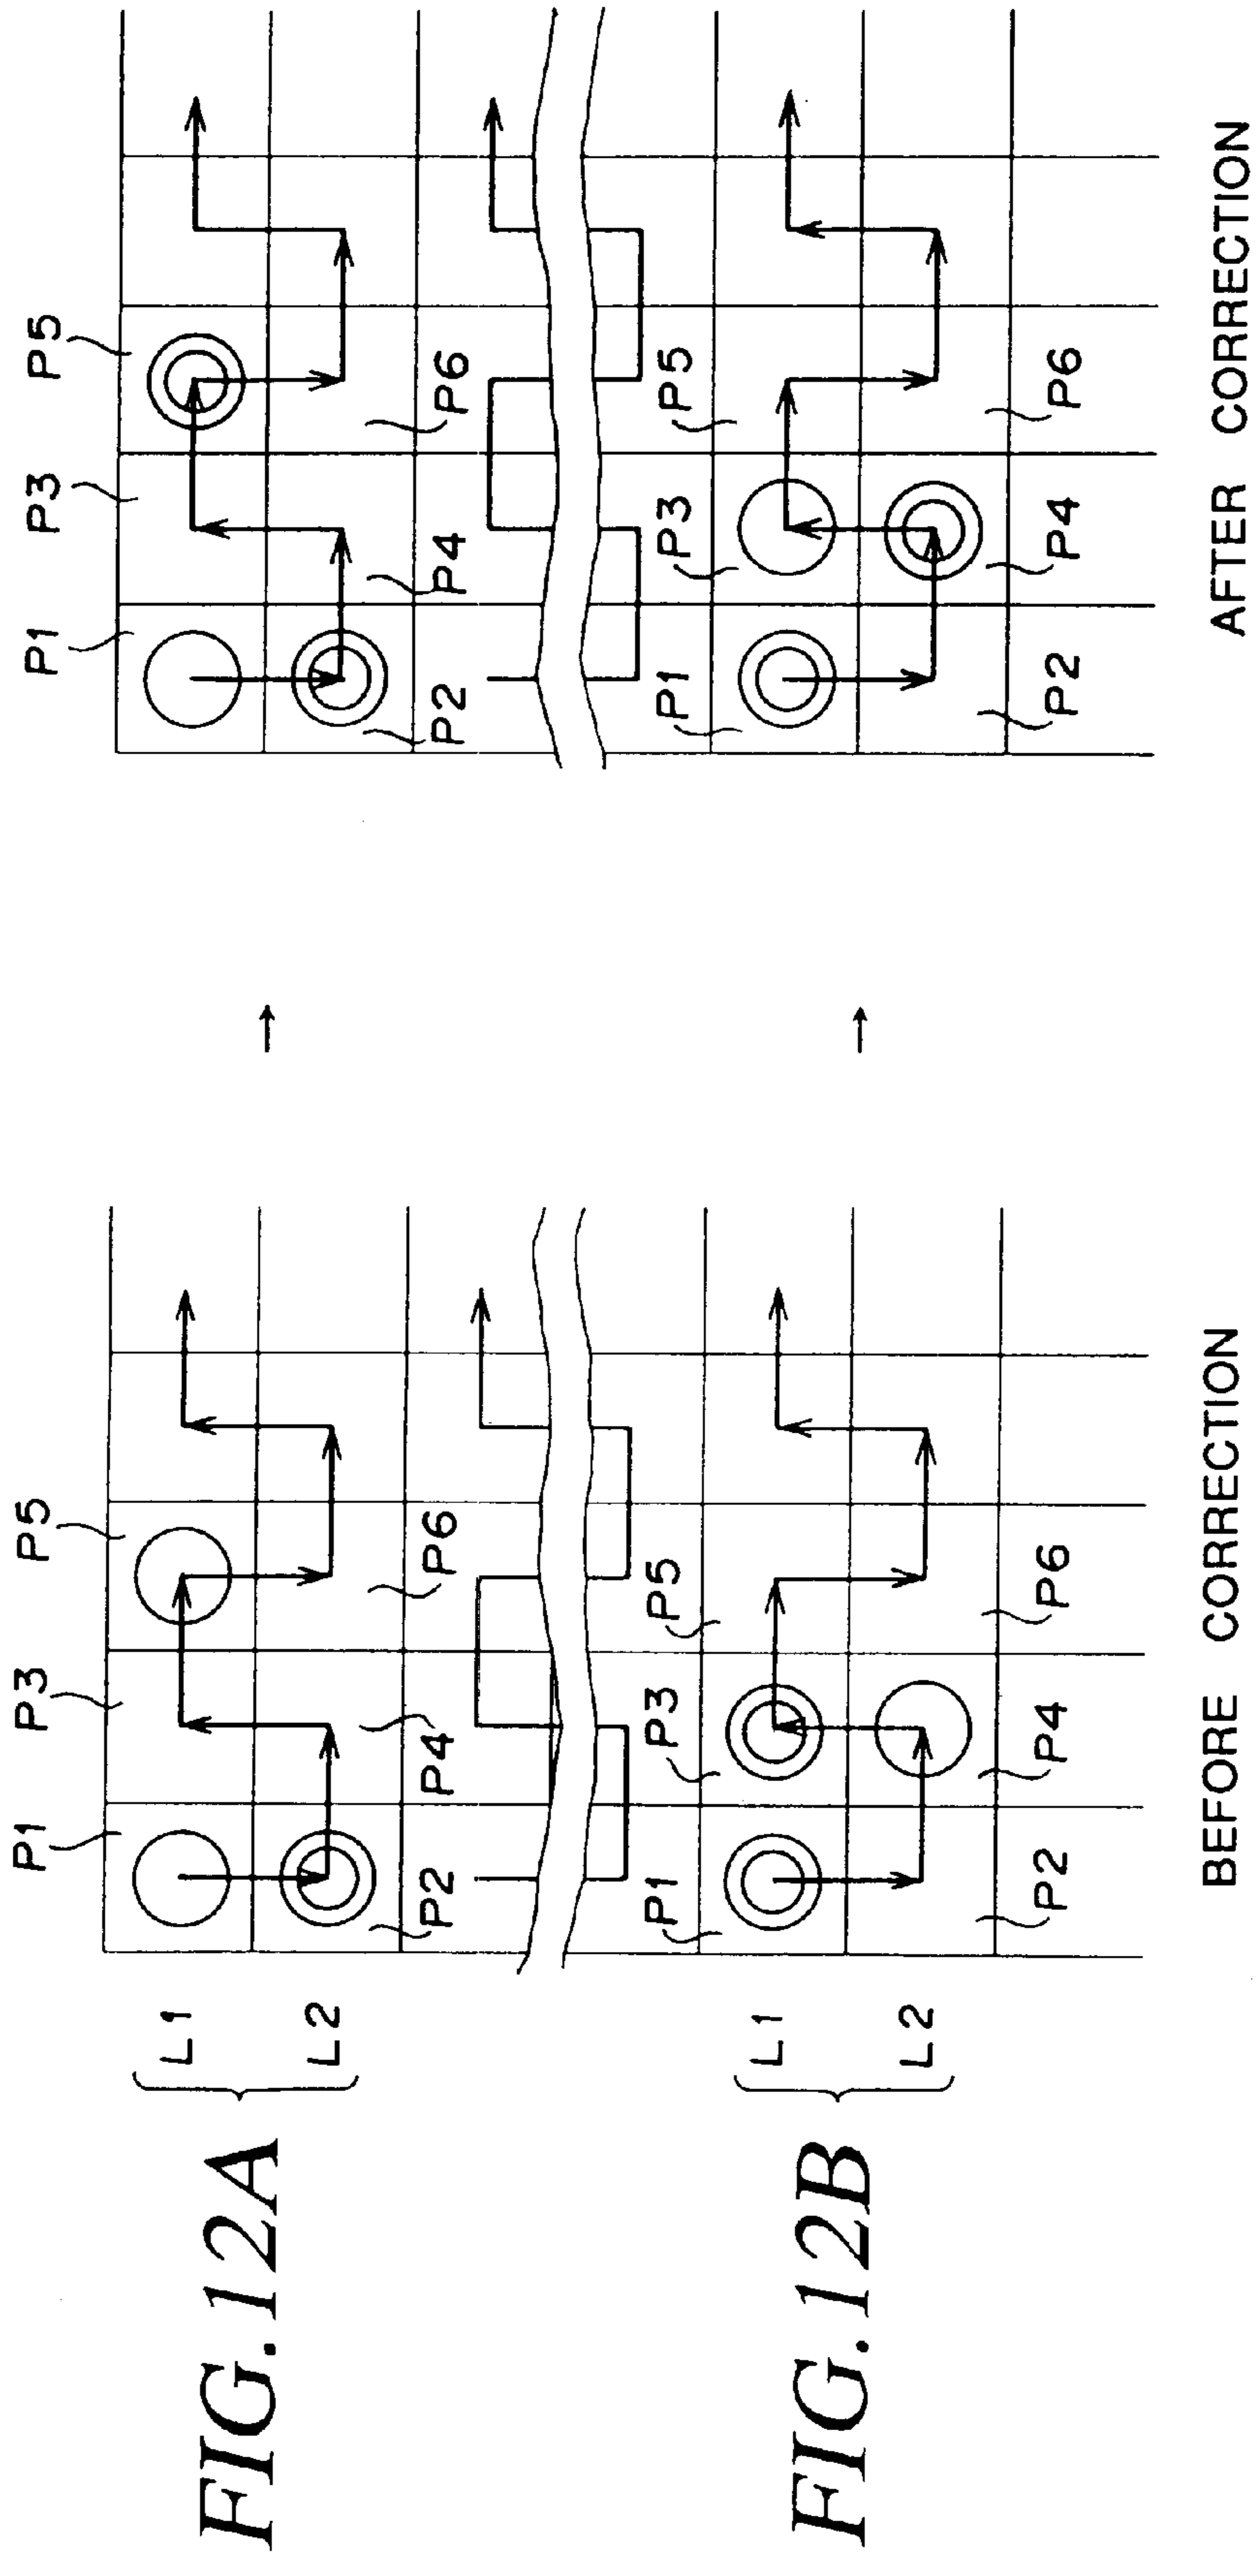 FIG.12A
L1
L2
P1 P3 P5
P2 P4 P6
P1 P3 P5
P2 P4 P6
FIG.12B
L1
L2
P1 P3 P5
P2 P4 P6
P1 P3 P5
P2 P4 P6
BEFORE CORRECTION
AFTER CORRECTION